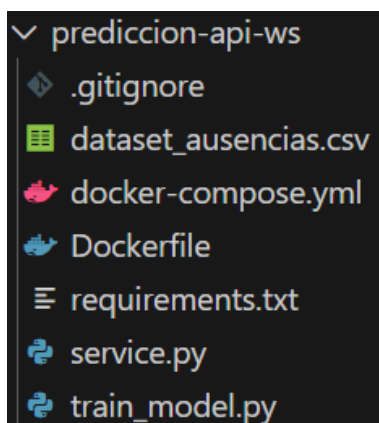 prediccion-api-ws
.gitignore
dataset_ausencias.csv
docker-compose.yml
Dockerfile
requirements.txt
service.py
train_model.py